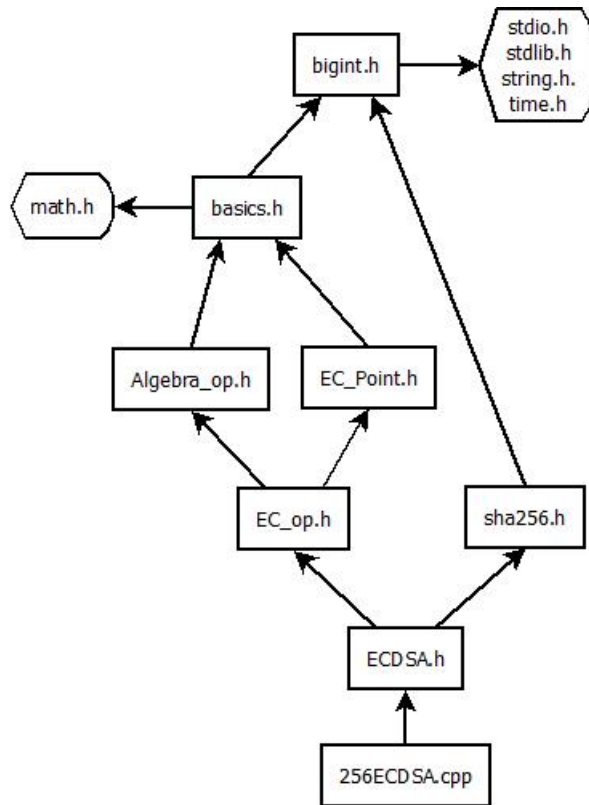 stdio.h
stdlib.h
string.h.
time.h
bigint.h
math.h
basics.h
Algebra_op.h
EC_Point.h
EC_op.h
sha256.h
ECDSA.h
256ECDSA.cpp